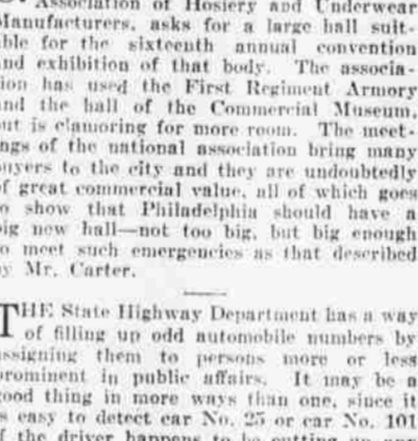 Association of Hosiery and Underwear
Manufacturers, asks for a large hall suit-
ble for the sixteenth annual convention
and exhibition of that body. The associa-
ion has used the First Regiment Armory
and the hall of the Commercial Museum,
but is clamoring for more room. The meet-
ngs of the national association bring many
buyers to the city and they are undoubtedly
of great commercial value, all of which goes
o show that Philadelphia should have a
big new hall—not too big, but big enough
o meet such emergencies as that described
by Mr. Carter.
THE State Highway Department has a way
of filling up odd automobile numbers by
assigning them to persons more or less
prominent in public affairs. It may be a
good thing in more ways than one, since it
s easy to detect car No. 25 or car No. 101
f the driver happens to be cutting up